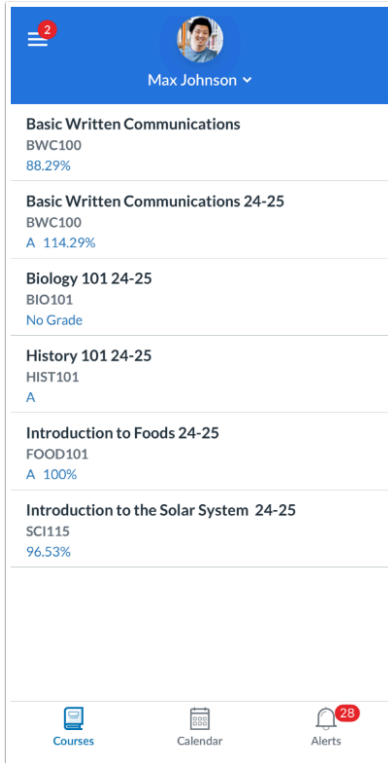 2
Max Johnson
Basic Written Communications
BWC100
88.29%
Basic Written Communications 24-25
BWC100
A 114.29%
Biology 101 24-25
BIO101
No Grade
History 101 24-25
HIST101
A
Introduction to Foods 24-25
FOOD101
A 100%
Introduction to the Solar System 24-25
SCI115
96.53%
28
Courses Calendar Alerts